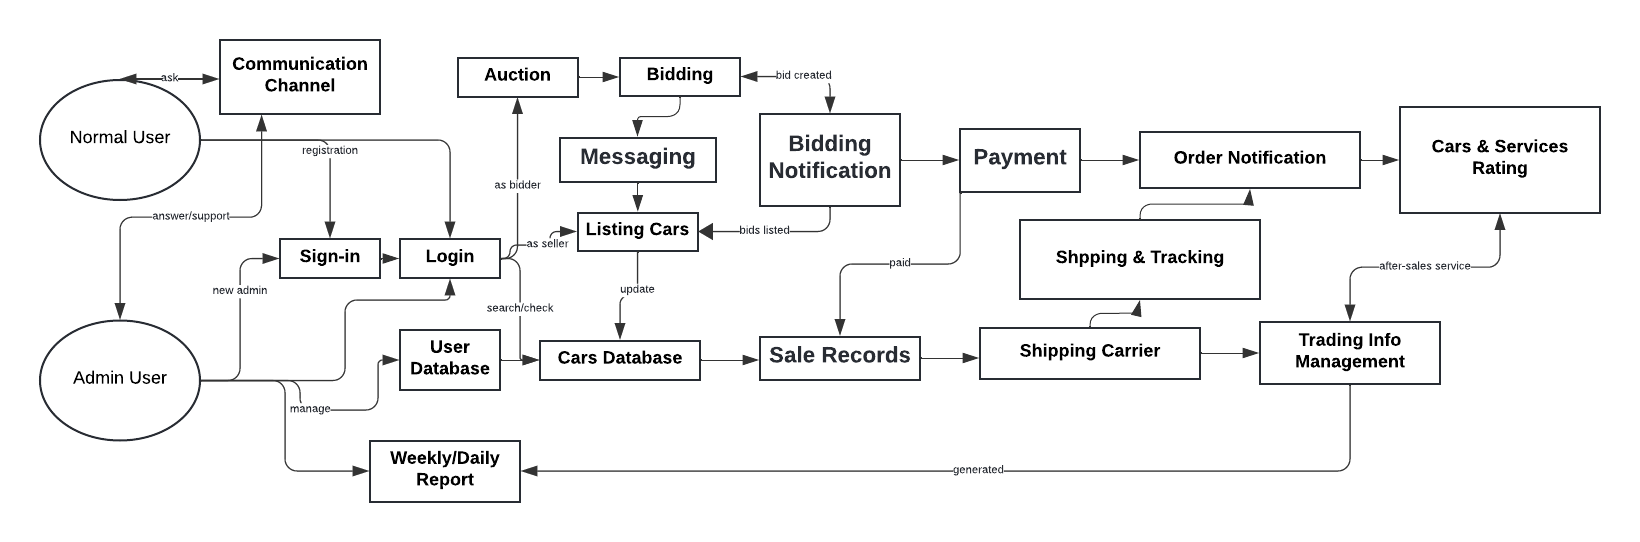 Communication
Channel
Auction
Bidding
bid created
ask
Normal User
registration
Messaging
Bidding
Notification
Payment
Order Notification
Cars & Services
Rating
as bidder
answer/support
Sign-in
Login
as seller
Listing Cars
bids listed
Shpping & Tracking
paid
after-sales service
new admin
search/check
update
Admin User
User
Database
Cars Database
Sale Records
Shipping Carrier
Trading Info
Management
manage
Weekly/Daily
Report
generated